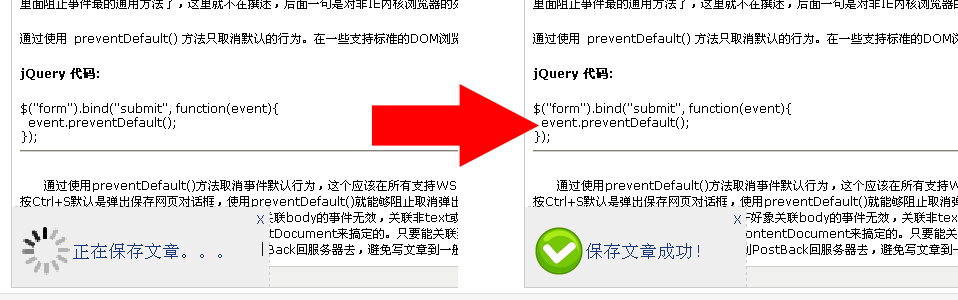 里面阻止事件最的通用方法了，这里就不在撰述，后面一句是对非IE内核浏览器的
通过使用 preventDefault() 方法只取消默认的行为。在一些支持标准的DOM浏
jQuery 代码:
$("form").bind("submit", function(event){
event.preventDefault();
});
通过使用preventDefault()方法取消事件默认行为，这个应该在所有支持WS
按Ctrl+S默认是弹出保存网页对话框，使用preventDefault()就能够阻止取消弹
关联body的事件无效，关联非text或
ontentDocument来搞定的。只要能关联
Back回服务器去，避免写文章到一般
x
正在保存文章。。。
里面阻止事件最的通用方法了，这里就不在撰述，后面一句是对非IE内核浏览器的
通过使用 preventDefault() 方法只取消默认的行为。在一些支持标准的DOM浏
jQuery 代码:
$("form").bind("submit", function(event){
event.preventDefault();
});
通过使用preventDefault()方法取消事件默认行为，这个应该在所有支持W
按Ctrl+S默认是弹出保存网页对话框，使用preventDefault()就能够阻止取消弹出
好象关联body的事件无效，关联非tex
ontentDocument来搞定的。只要能
PostBack回服务器去，避免写文章到
x
保存文章成功！